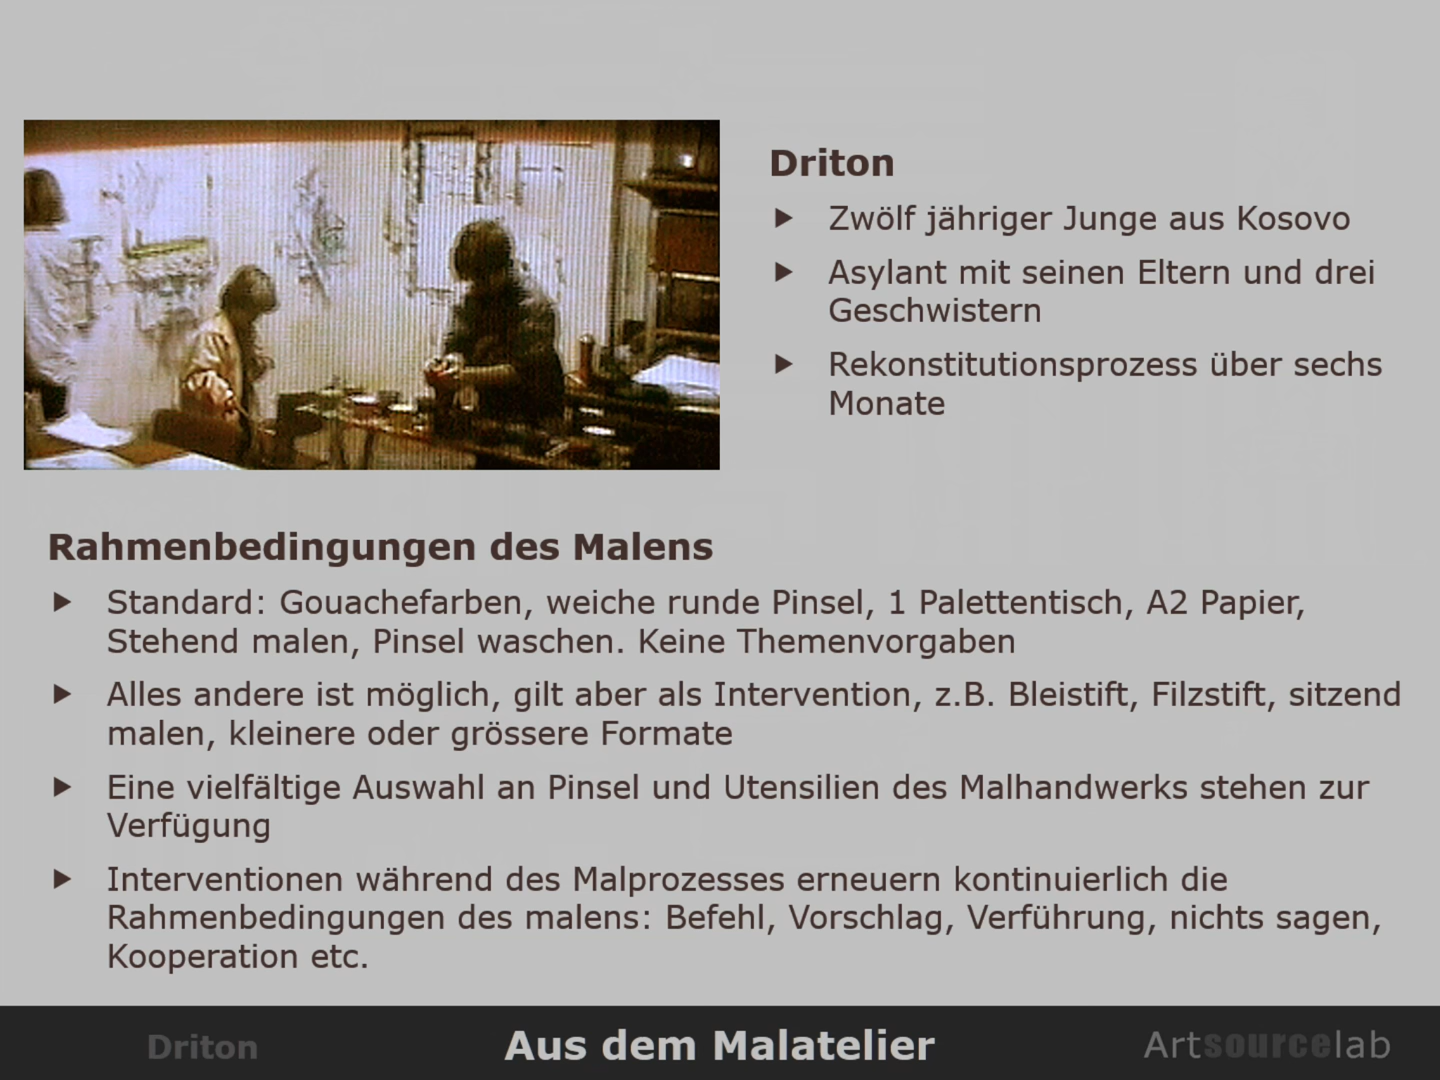 Driton
Zwölf jähriger Junge aus Kosovo
Asylant mit seinen Eltern und drei
Geschwistern
Rekonstitutionsprozess über sechs
Monate
Rahmenbedingungen des Malens
Standard: Gouachefarben, weiche runde Pinsel, 1 Palettentisch, A2 Papier,
Stehend malen, Pinsel waschen. Keine Themenvorgaben
Alles andere ist möglich, gilt aber als Intervention, z.B. Bleistift, Filzstift, sitzend
malen, kleinere oder grössere Formate
Eine vielfältige Auswahl an Pinsel und Utensilien des Malhandwerks stehen zur
Verfügung
Interventionen während des Malprozesses erneuern kontinuierlich die
Rahmenbedingungen des malens: Befehl, Vorschlag, Verführung, nichts sagen,
Kooperation etc.
Driton
Aus dem Malatelier
Artsourcelab